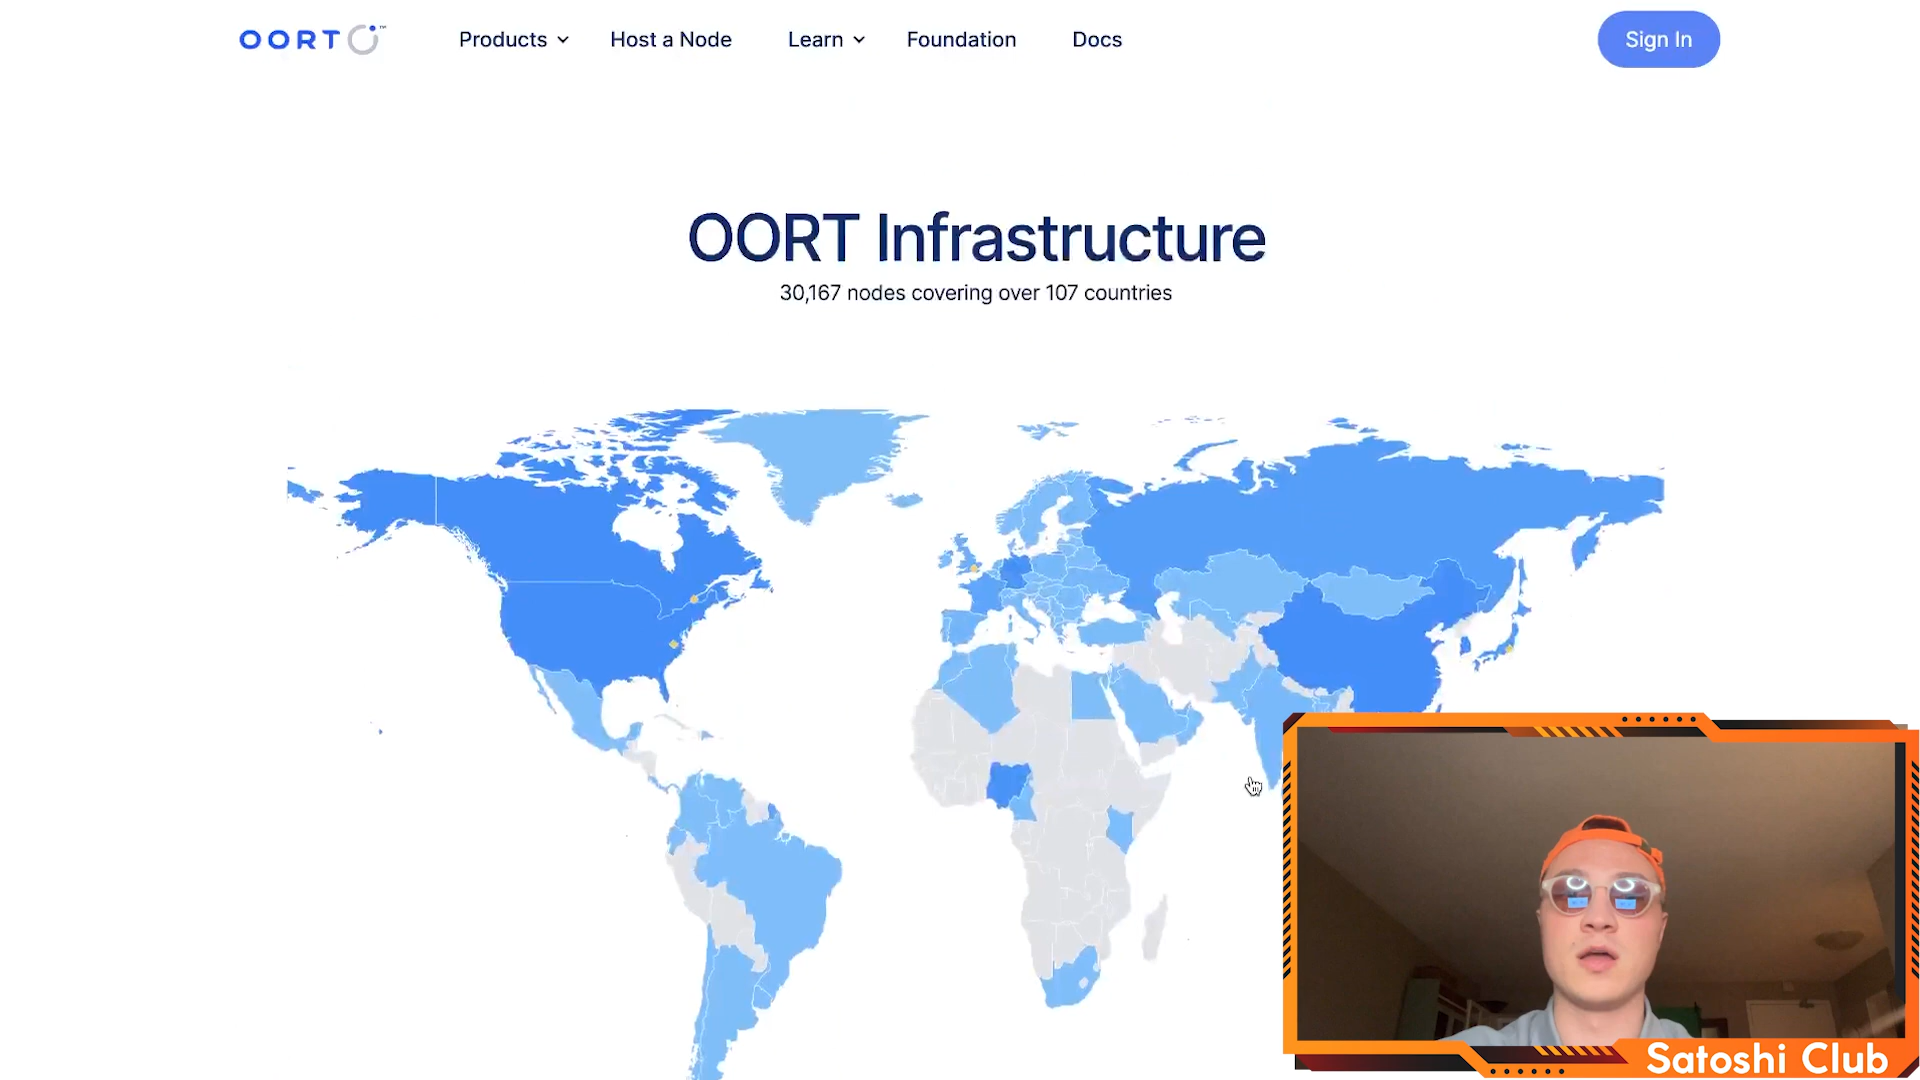 OORT™
Products
Host a Node
Learn
Foundation
Docs
Sign In
OORT Infrastructure
30,167 nodes covering over 107 countries
Satoshi Club